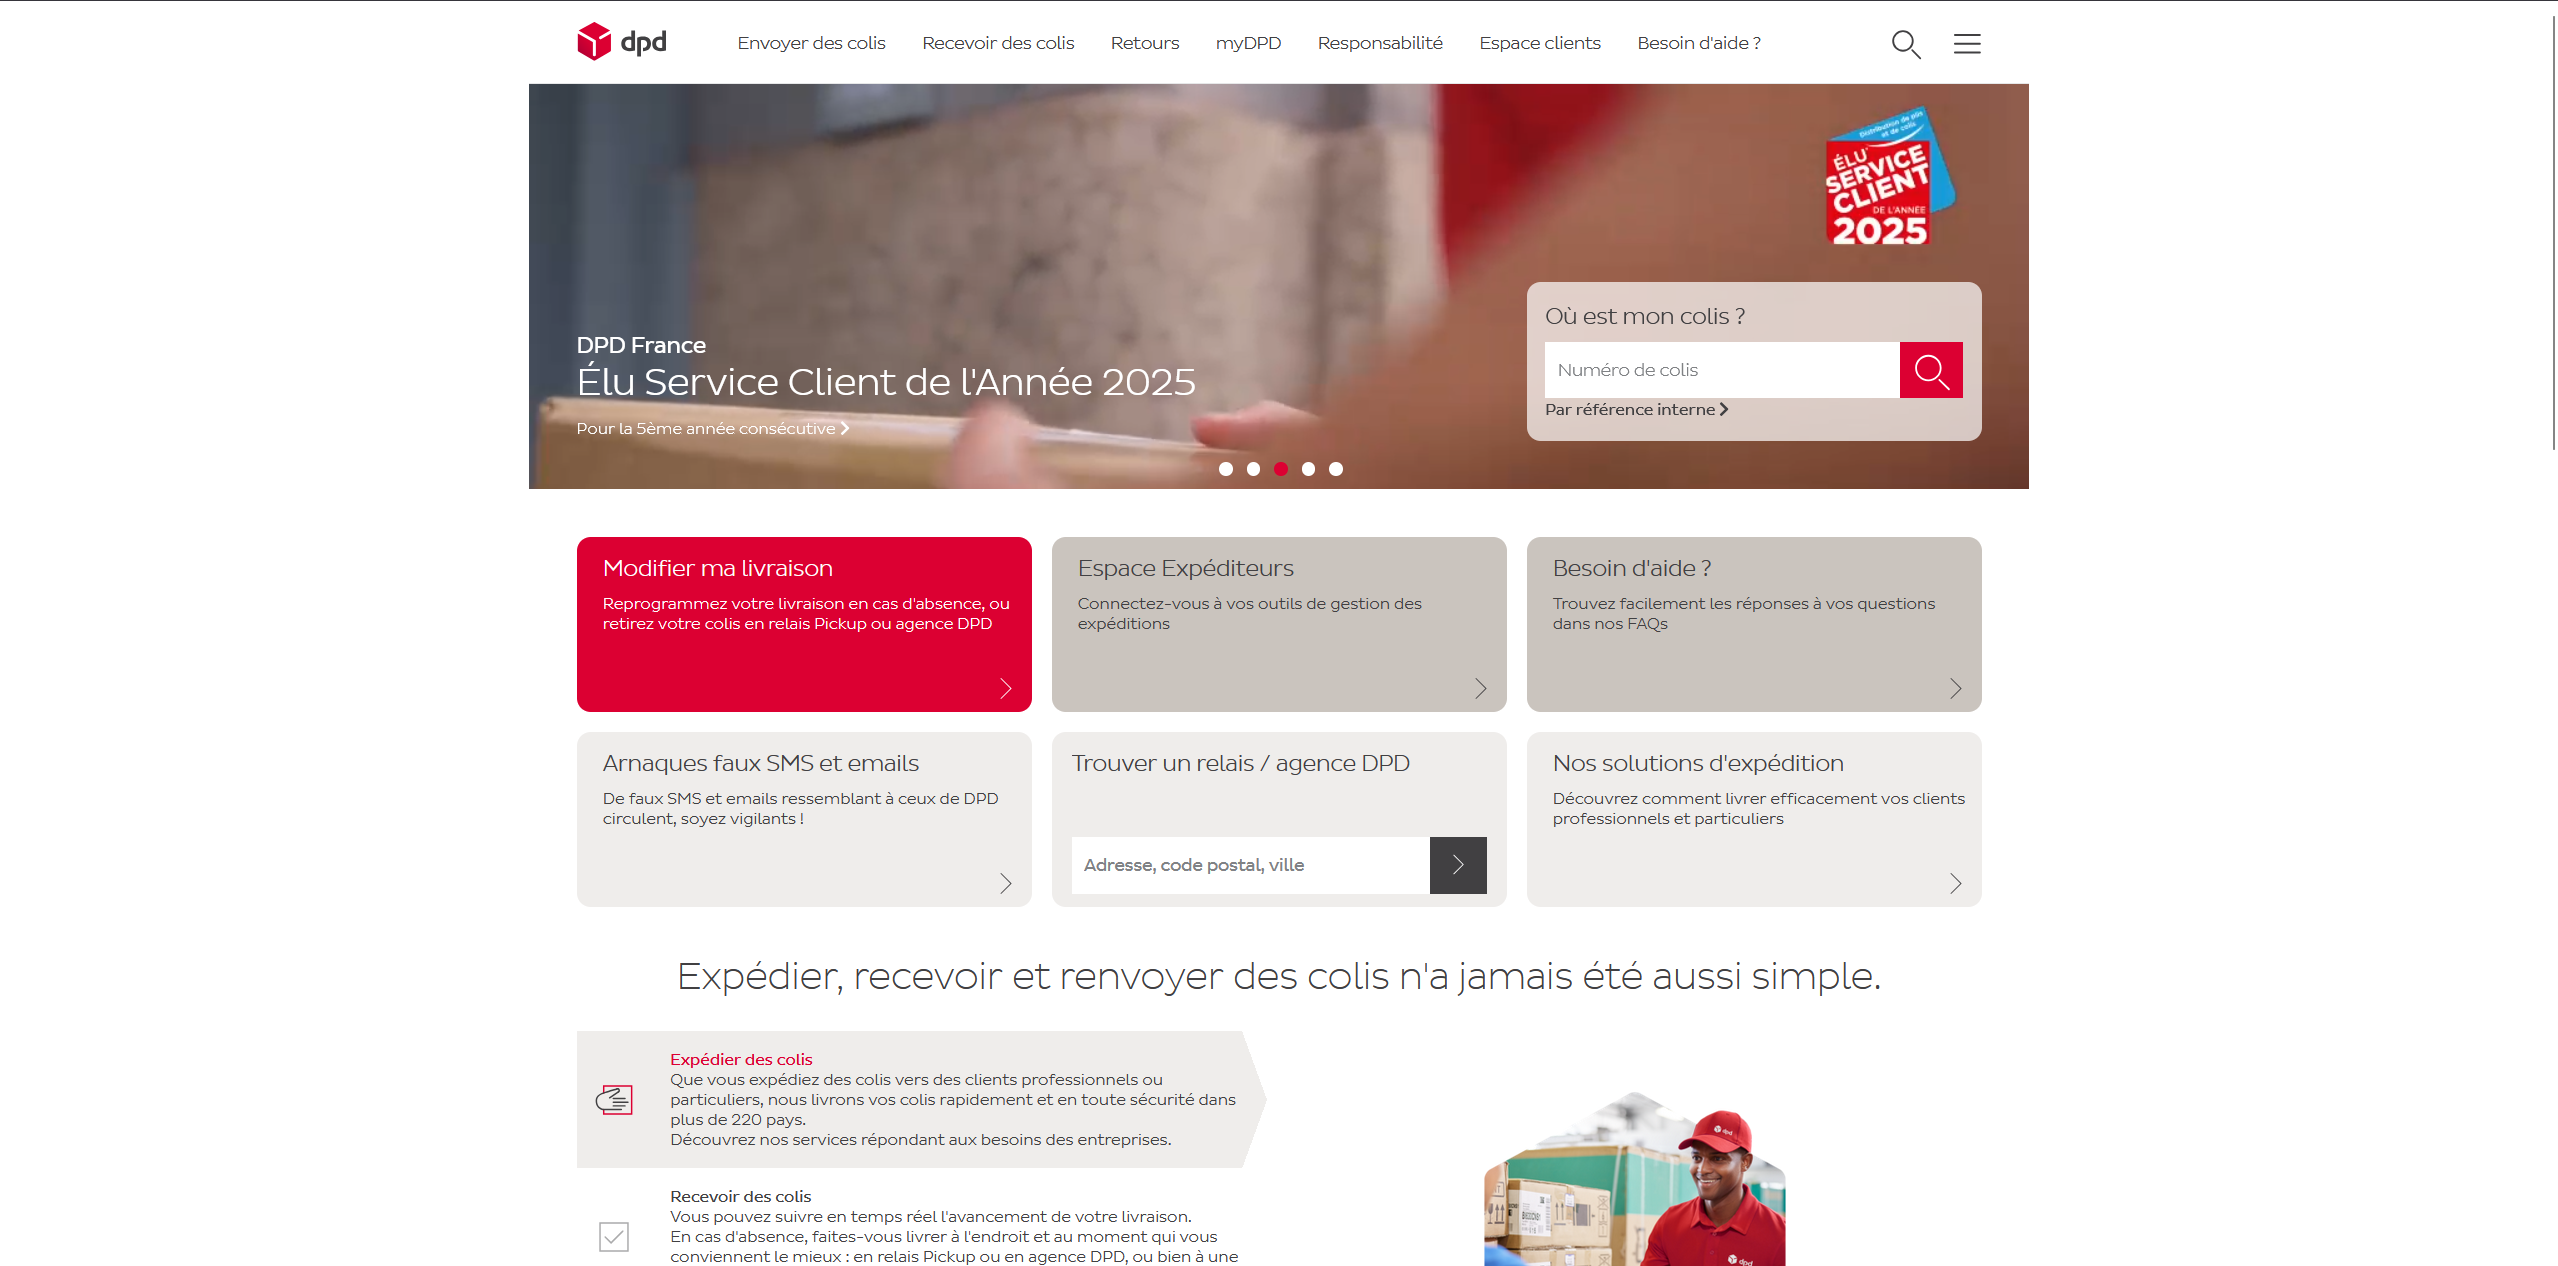 dpd
Envoyer des colis
Recevoir des colis
Retours
myDPD
Responsabilité
Espace clients
Besoin d'aide ?
Distribution de plis
et de colis
ÉLU
SERVICE
CLIENT
DE L'ANNÉE
2025
DPD France
Élu Service Client de l'Année 2025
Pour la 5ème année consécutive
Où est mon colis ?
Numéro de colis
Par référence interne
Modifier ma livraison
Reprogrammez votre livraison en cas d'absence, ou
retirez votre colis en relais Pickup ou agence DPD
Espace Expéditeurs
Connectez-vous à vos outils de gestion des
expéditions
Besoin d'aide ?
Trouvez facilement les réponses à vos questions
dans nos FAQs
Arnaques faux SMS et emails
De faux SMS et emails ressemblant à ceux de DPD
circulent, soyez vigilants !
Trouver un relais / agence DPD
Adresse, code postal, ville
Nos solutions d'expédition
Découvrez comment livrer efficacement vos clients
professionnels et particuliers
Expédier, recevoir et renvoyer des colis n'a jamais été aussi simple.
Expédier des colis
Que vous expédiez des colis vers des clients professionnels ou
particuliers, nous livrons vos colis rapidement et en toute sécurité dans
plus de 220 pays.
Découvrez nos services répondant aux besoins des entreprises.
Recevoir des colis
Vous pouvez suivre en temps réel l'avancement de votre livraison.
En cas d'absence, faites-vous livrer à l'endroit et au moment qui vous
conviennent le mieux : en relais Pickup ou en agence DPD, ou bien à une
dpd
dpd